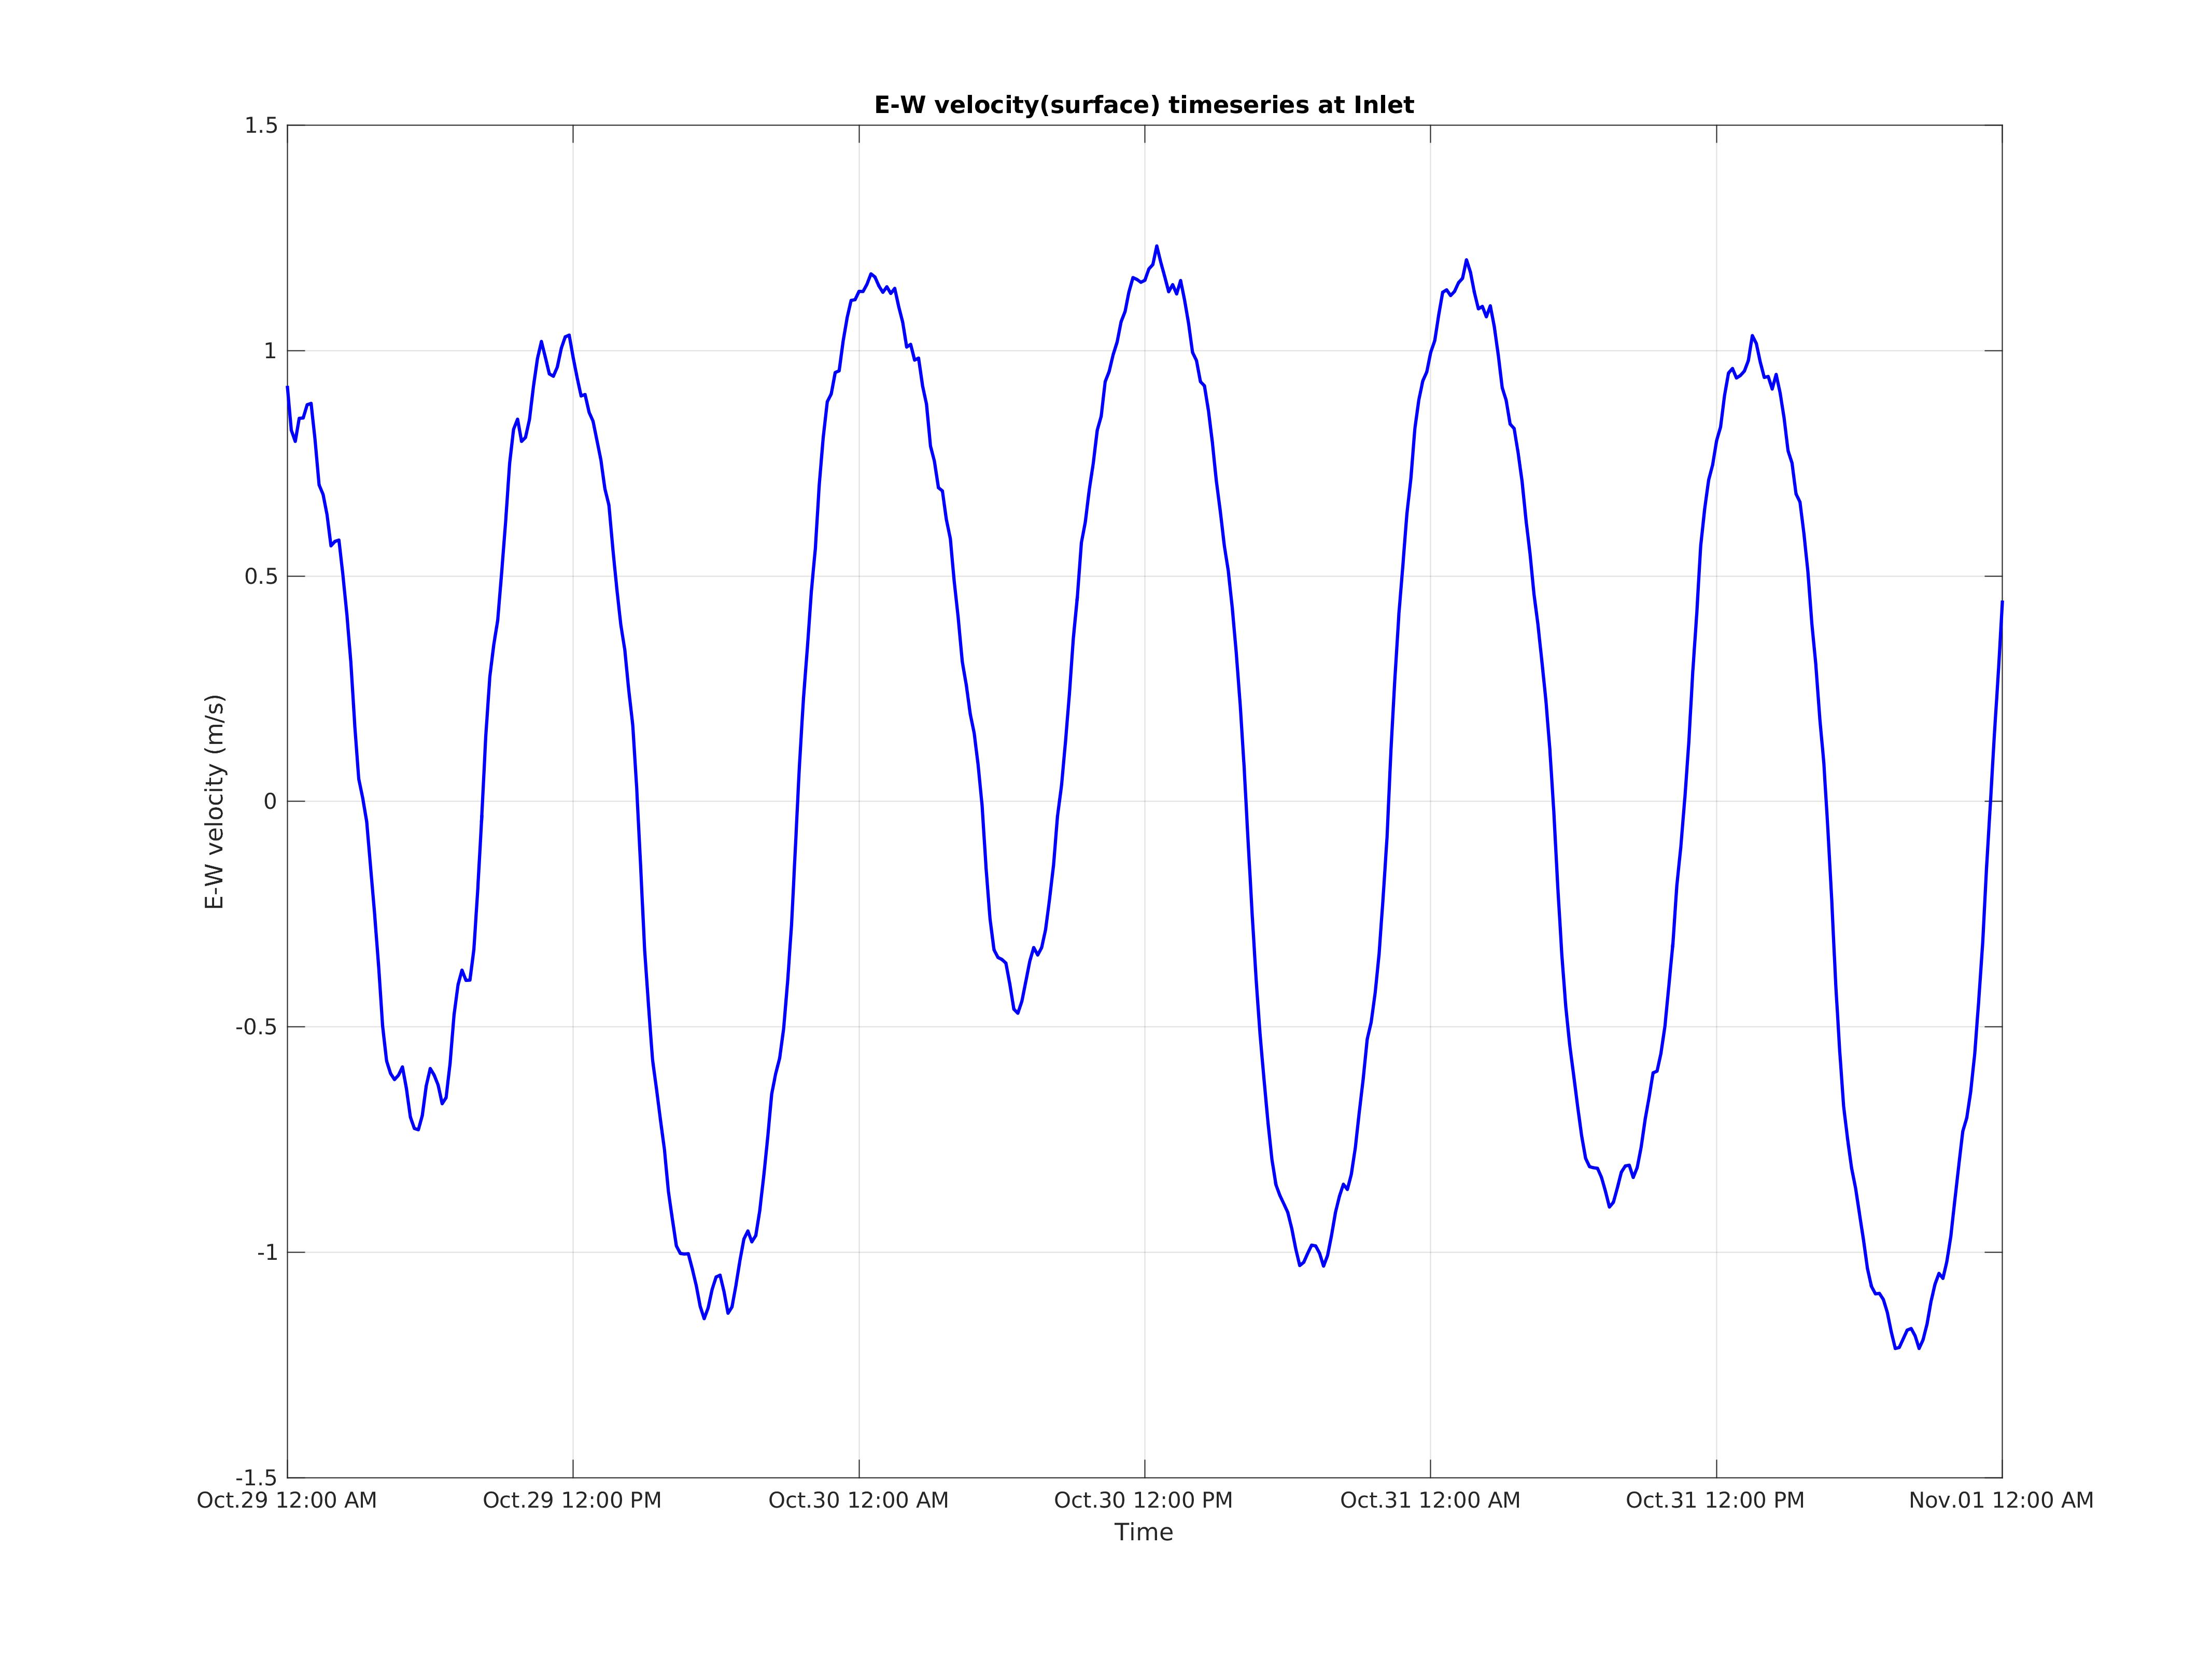 E-W velocity(surface) timeseries at Inlet
1.5
1
0.5
0
-0.5
-1
-1.5
E-W velocity (m/s)
Oct.29 12:00 AM
Oct.29 12:00 PM
Oct.30 12:00 AM
Oct.30 12:00 PM
Oct.31 12:00 AM
Oct.31 12:00 PM
Nov.01 12:00 AM
Time